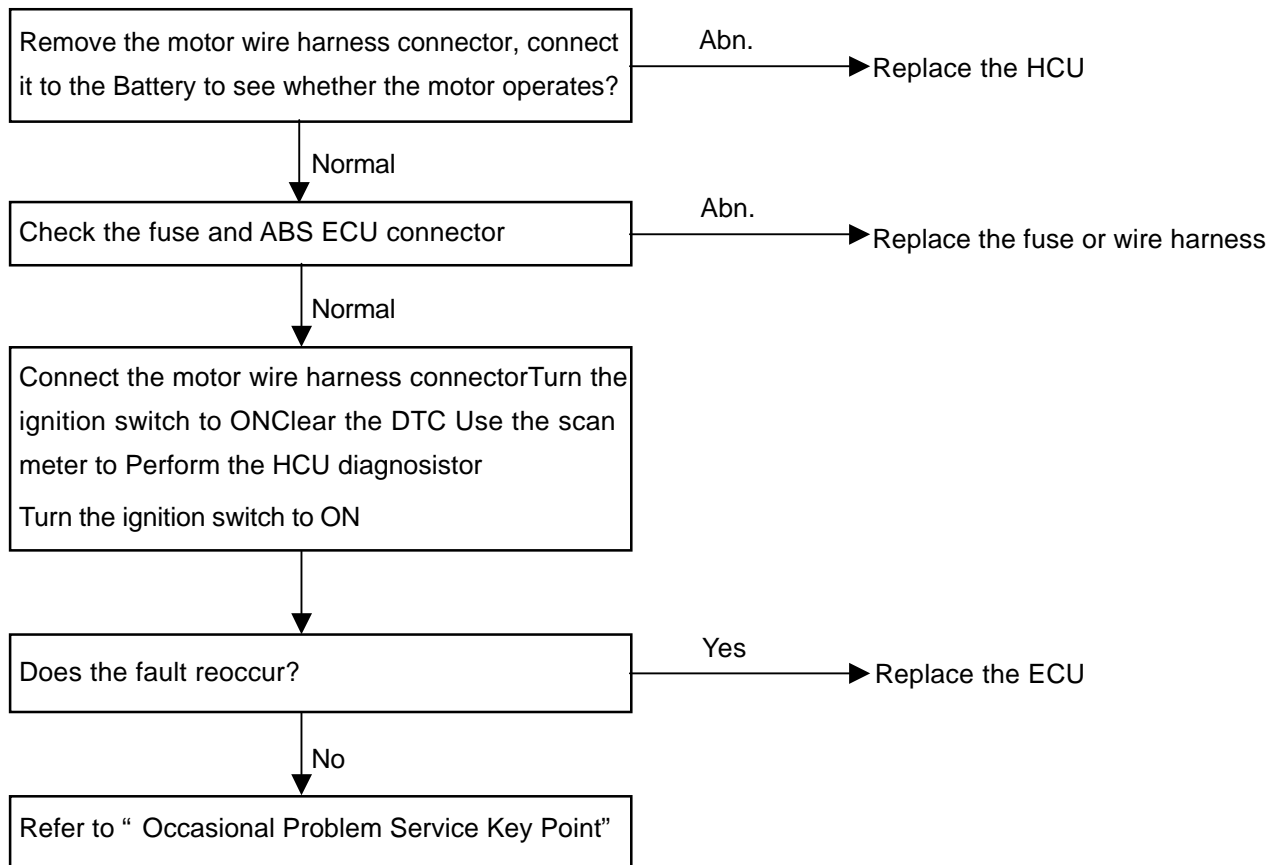 Remove the motor wire harness connector, connect
it to the Battery to see whether the motor operates?
Abn.
Replace the HCU
Normal
Check the fuse and ABS ECU connector
Abn.
Replace the fuse or wire harness
Normal
Connect the motor wire harness connectorTurn the
ignition switch to ONClear the DTC Use the scan
meter to Perform the HCU diagnosistor
Turn the ignition switch to ON
Does the fault reoccur?
Yes
Replace the ECU
No
Refer to “ Occasional Problem Service Key Point”